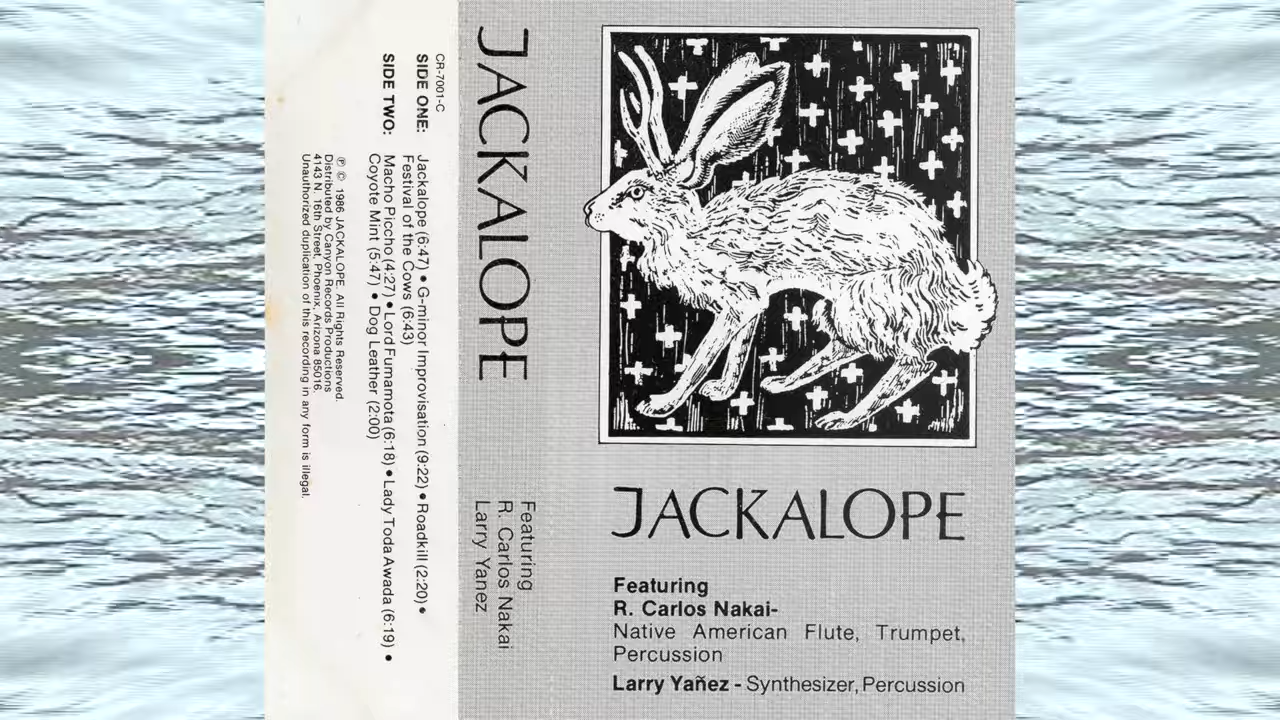 CR-7001-C
SIDE ONE: Jackalope (6:47) • G-minor Improvisation (9:22) • Roadkill (2:20) •
Festival of the Cows (6:43)
SIDE TWO: Macho Piccho (4:27) • Lord Fumamota (6:18) • Lady Toda Awada (6:19) •
Coyote Mint (5:47) • Dog Leather (2:00)
℗ © 1986 JACKALOPE. All Rights Reserved.
Distributed by Canyon Records Productions
4143 N. 16th Street, Phoenix, Arizona 85016.
Unauthorized duplication of this recording in any form is illegal.
JACKALOPE
Featuring
R. Carlos Nakai
Larry Yanez
JACKALOPE
Featuring
R. Carlos Nakai-
Native American Flute, Trumpet,
Percussion
Larry Yañez - Synthesizer, Percussion